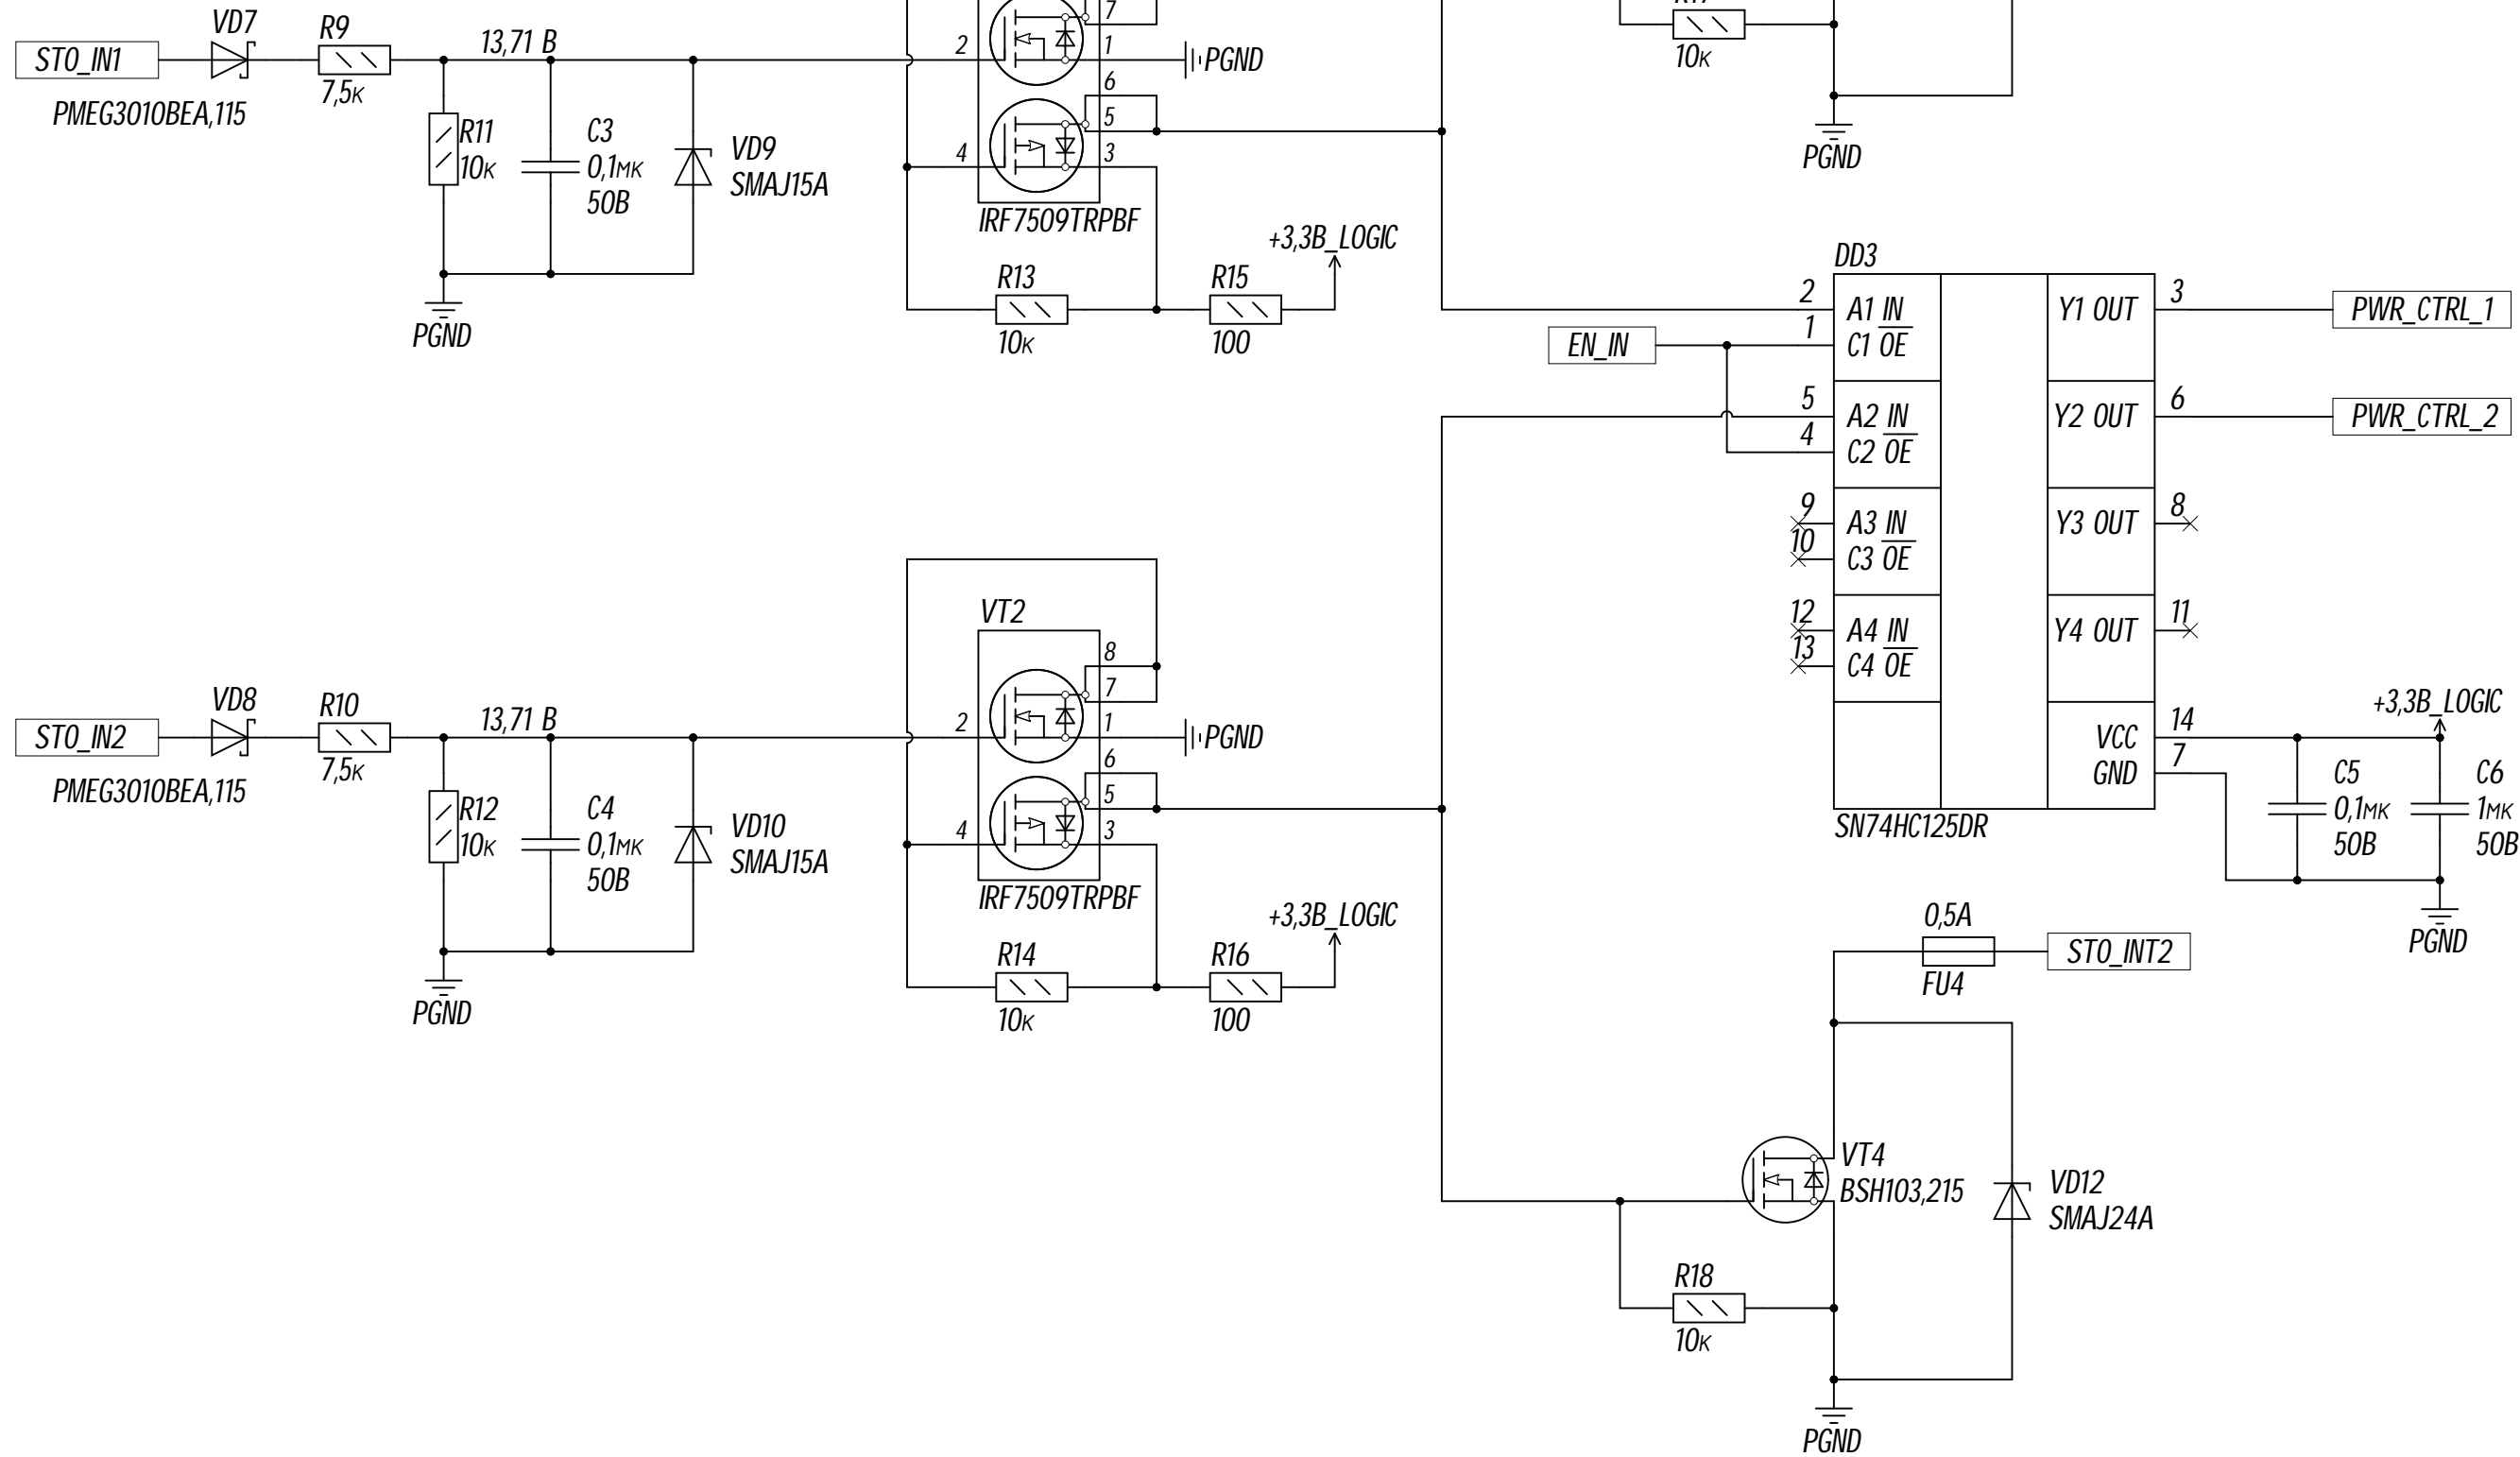 VD7
R9
13,71 В
STO_IN1
7,5к
PMEG3010BEA,115
R11
10к
C3
0,1мк
50В
VD9
SMAJ15A
PGND
2
4
7
1
6
5
3
PGND
IRF7509TRPBF
R13
10к
R15
100
+3,3В_LOGIC
10к
PGND
DD3
2
1
5
4
9
10
12
13
A1 IN
C1 OE
A2 IN
C2 OE
A3 IN
C3 OE
A4 IN
C4 OE
Y1 OUT
Y2 OUT
Y3 OUT
Y4 OUT
VCC
GND
3
6
8
11
14
7
SN74HC125DR
EN_IN
PWR_CTRL_1
PWR_CTRL_2
+3,3В_LOGIC
C5
0,1мк
50В
C6
1мк
50В
PGND
VD8
R10
13,71 В
STO_IN2
7,5к
PMEG3010BEA,115
R12
10к
C4
0,1мк
50В
VD10
SMAJ15A
PGND
VT2
2
4
8
7
1
6
5
3
PGND
IRF7509TRPBF
R14
10к
R16
100
+3,3В_LOGIC
0,5А
FU4
STO_INT2
VT4
BSH103,215
VD12
SMAJ24A
R18
10к
PGND